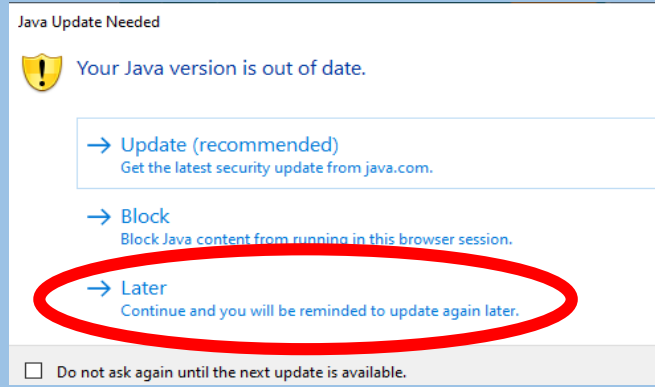 Java Update Needed
Your Java version is out of date.
→ Update (recommended)
Get the latest security update from java.com.
→ Block
Block Java content from running in this browser session.
→ Later
Continue and you will be reminded to update again later.
Do not ask again until the next update is available.